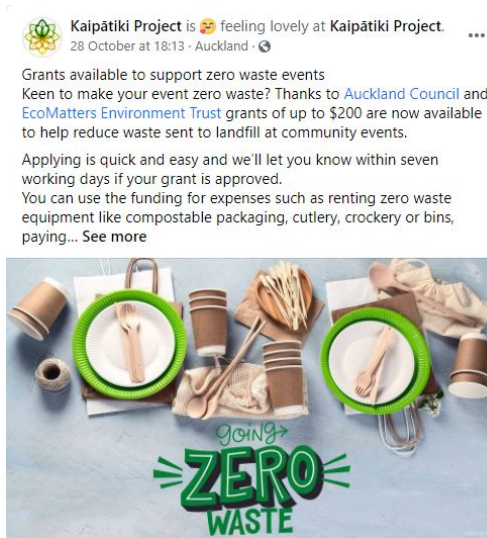 Kaipātiki Project is 🥰 feeling lovely at Kaipātiki Project.
28 October at 18:13 · Auckland ·
Grants available to support zero waste events
Keen to make your event zero waste? Thanks to Auckland Council and
EcoMatters Environment Trust grants of up to $200 are now available
to help reduce waste sent to landfill at community events.
Applying is quick and easy and we'll let you know within seven
working days if your grant is approved.
You can use the funding for expenses such as renting zero waste
equipment like compostable packaging, cutlery, crockery or bins,
paying... See more
going
ZERO
WASTE